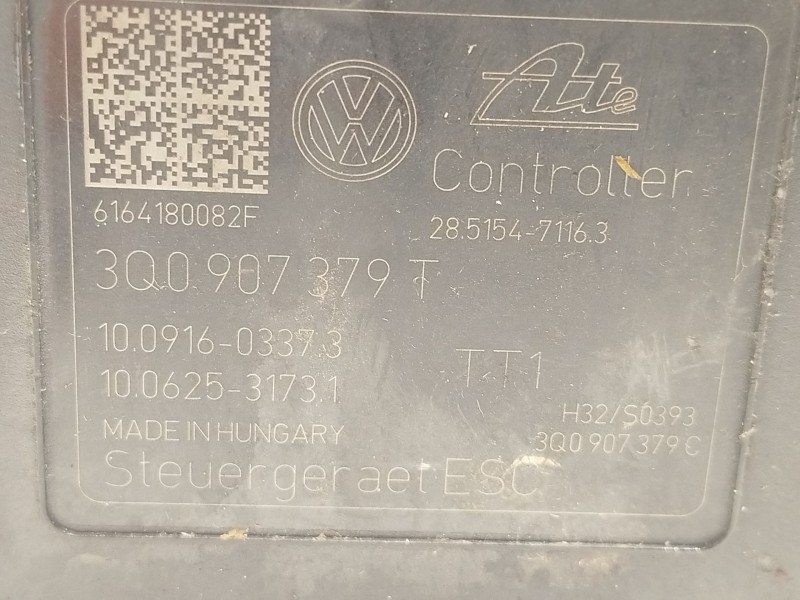 Ate
Controller
6164180082F
28.5154-7116.3
3Q0 907 379 T
10.0916-0337.3
10.0625-3173.1
T.T.1
H32/S0393
MADE IN HUNGARY
3Q0 907 379 C
Steuergeraet ESC